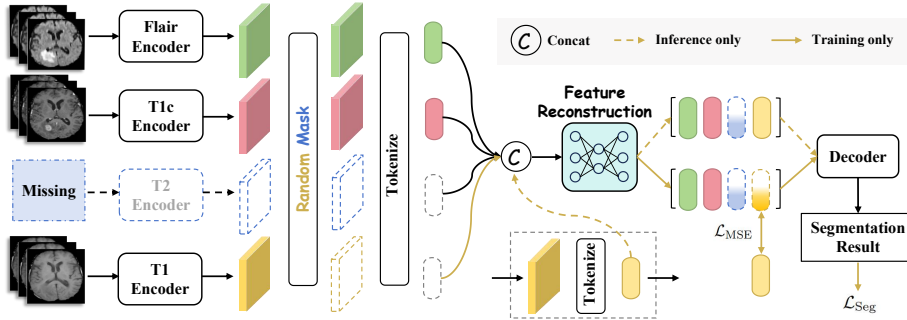 Flair
Encoder
T1c
Encoder
Missing
T2
Encoder
T1
Encoder
Random Mask
Tokenize
C
C Concat
Inference only
Training only
Feature
Reconstruction
Tokenize
Decoder
Segmentation
Result
ℒMSE
ℒSeg